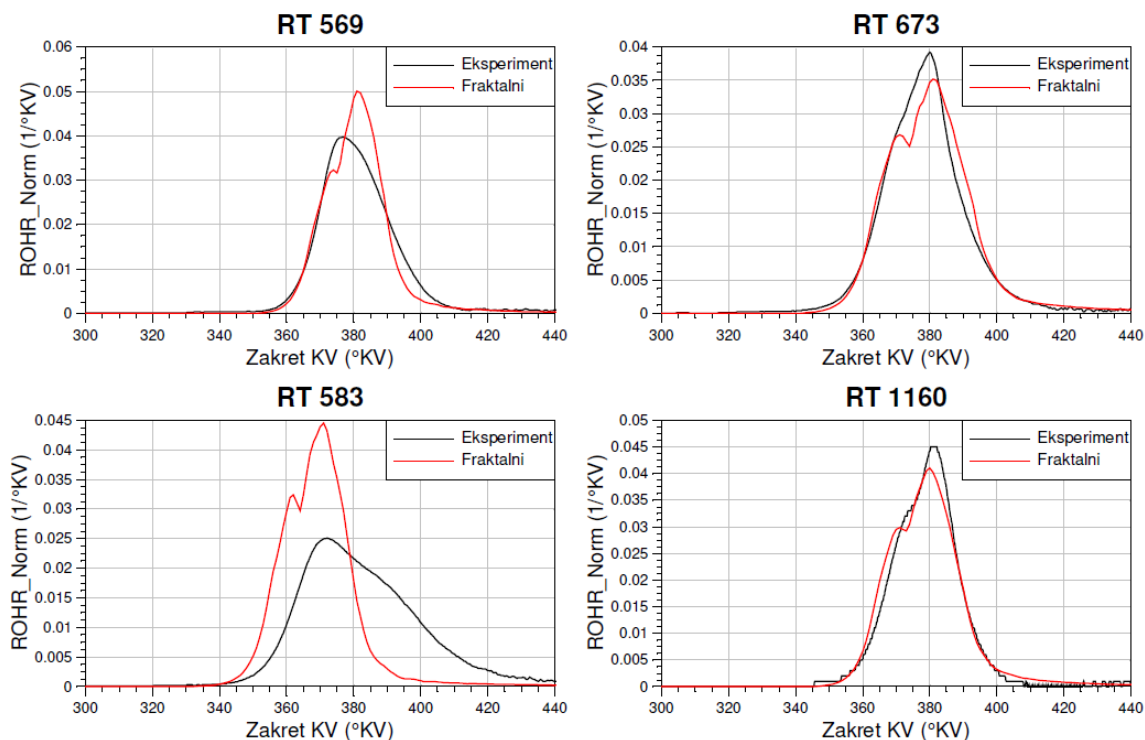 RT 569
ROHR_Norm (1/°KV)
0.06
0.05
0.04
0.03
0.02
0.01
0
Eksperiment
Fraktalni
300 320 340 360 380 400 420 440
Zakret KV (°KV)
RT 673
ROHR_Norm (1/°KV)
0.04
0.035
0.03
0.025
0.02
0.015
0.01
0.005
0
Eksperiment
Fraktalni
300 320 340 360 380 400 420 440
Zakret KV (°KV)
RT 583
ROHR_Norm (1/°KV)
0.045
0.04
0.035
0.03
0.025
0.02
0.015
0.01
0.005
0
Eksperiment
Fraktalni
300 320 340 360 380 400 420 440
Zakret KV (°KV)
RT 1160
ROHR_Norm (1/°KV)
0.05
0.045
0.04
0.035
0.03
0.025
0.02
0.015
0.01
0.005
0
Eksperiment
Fraktalni
300 320 340 360 380 400 420 440
Zakret KV (°KV)